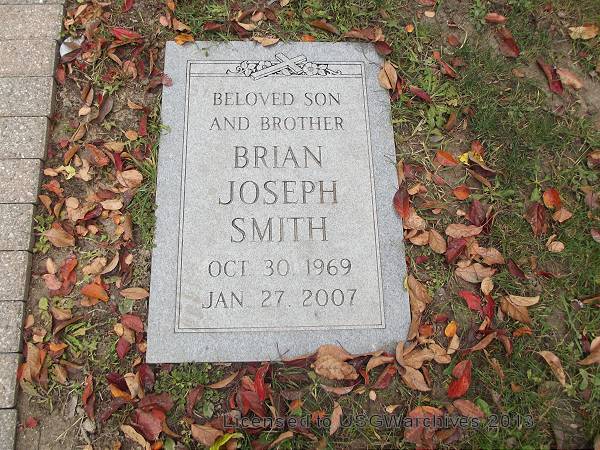 BELOVED SON
AND BROTHER
BRIAN
JOSEPH
SMITH
OCT 30 1969
JAN 27. 2007
Licensed to USGWarchives 2013